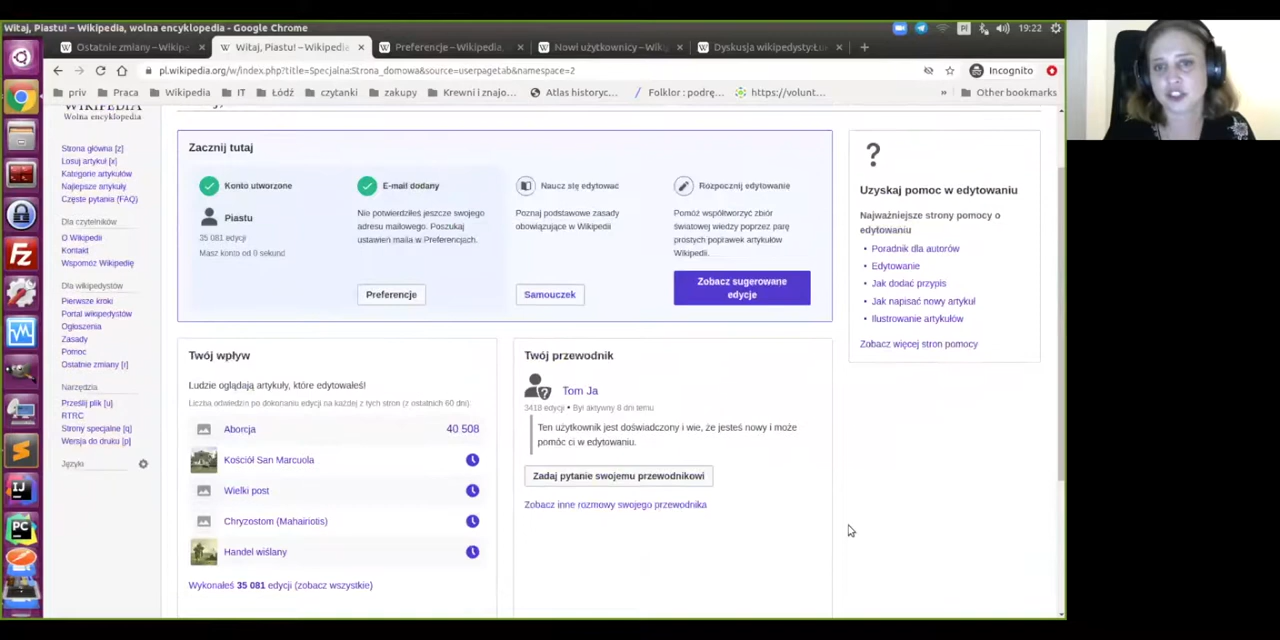 Witaj, Piastu! – Wikipedia, wolna encyklopedia - Google Chrome
Pl
19:22
Ostatnie zmiany – Wikipe
Witaj, Piastu! – Wikipedi
Preferencje – Wikipedia,
Nowi użytkownicy – Wiki
Dyskusja wikipedysty:Lu
pl.wikipedia.org/w/index.php?title=Specjalna:Strona_domowa&source=userpagetab&namespace=2
Incognito
priv
Praca
Wikipedia
IT
Łódź
czytanki
zakupy
Krewni i znajo...
Atlas historyc...
Folklor : podrę...
https://volunt...
»
Other bookmarks
WIKIPEDIA
Wolna encyklopedia
Strona główna [z]
Losuj artykuł [x]
Kategorie artykułów
Najlepsze artykuły
Częste pytania (FAQ)
Dla czytelników
O Wikipedii
Kontakt
Wspomóż Wikipedię
Dla wikipedystów
Pierwsze kroki
Portal wikipedystów
Ogłoszenia
Zasady
Pomoc
Ostatnie zmiany [r]
Narzędzia
Prześlij plik [u]
RTRC
Strony specjalne [q]
Wersja do druku [p]
Języki
Zacznij tutaj
Konto utworzone
Piastu
35 081 edycji
Masz konto od 0 sekund
E-mail dodany
Nie potwierdziłeś jeszcze swojego
adresu mailowego. Poszukaj
ustawień maila w Preferencjach.
Preferencje
Naucz się edytować
Poznaj podstawowe zasady
obowiązujące w Wikipedii
Samouczek
Rozpocznij edytowanie
Pomóż współtworzyć zbiór
światowej wiedzy poprzez parę
prostych poprawek artykułów
Wikipedii.
Zobacz sugerowane
edycje
Twój wpływ
Ludzie oglądają artykuły, które edytowałeś!
Liczba odwiedzin po dokonaniu edycji na każdej z tych stron (z ostatnich 60 dni).
Aborcja 40 508
Kościół San Marcuola
Wielki post
Chryzostom (Mahairiotis)
Handel wiślany
Wykonałeś 35 081 edycji (zobacz wszystkie)
Twój przewodnik
Tom Ja
3418 edycji • Był aktywny 8 dni temu
Ten użytkownik jest doświadczony i wie, że jesteś nowy i może
pomóc ci w edytowaniu.
Zadaj pytanie swojemu przewodnikowi
Zobacz inne rozmowy swojego przewodnika
?
Uzyskaj pomoc w edytowaniu
Najważniejsze strony pomocy o
edytowaniu
• Poradnik dla autorów
• Edytowanie
• Jak dodać przypis
• Jak napisać nowy artykuł
• Ilustrowanie artykułów
Zobacz więcej stron pomocy
Fz
IJ
PC